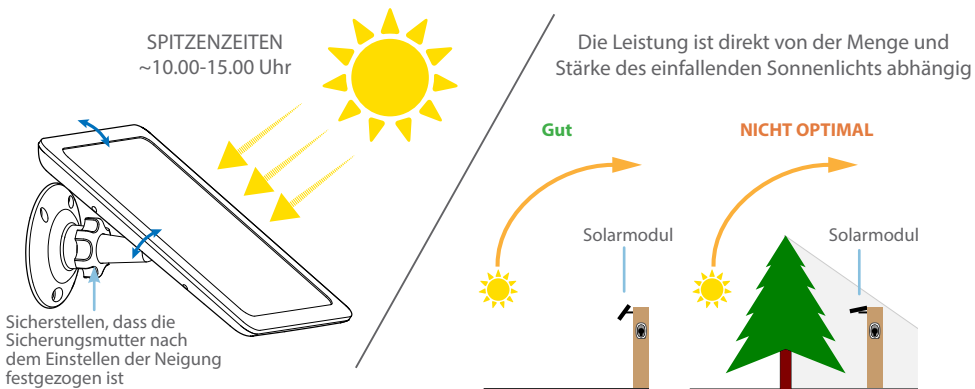 SPITZENZEITEN
~10.00-15.00 Uhr
Sicherstellen, dass die
Sicherungsmutter nach
dem Einstellen der Neigung
festgezogen ist
Die Leistung ist direkt von der Menge und
Stärke des einfallenden Sonnenlichts abhängig
Gut
Solarmodul
NICHT OPTIMAL
Solarmodul